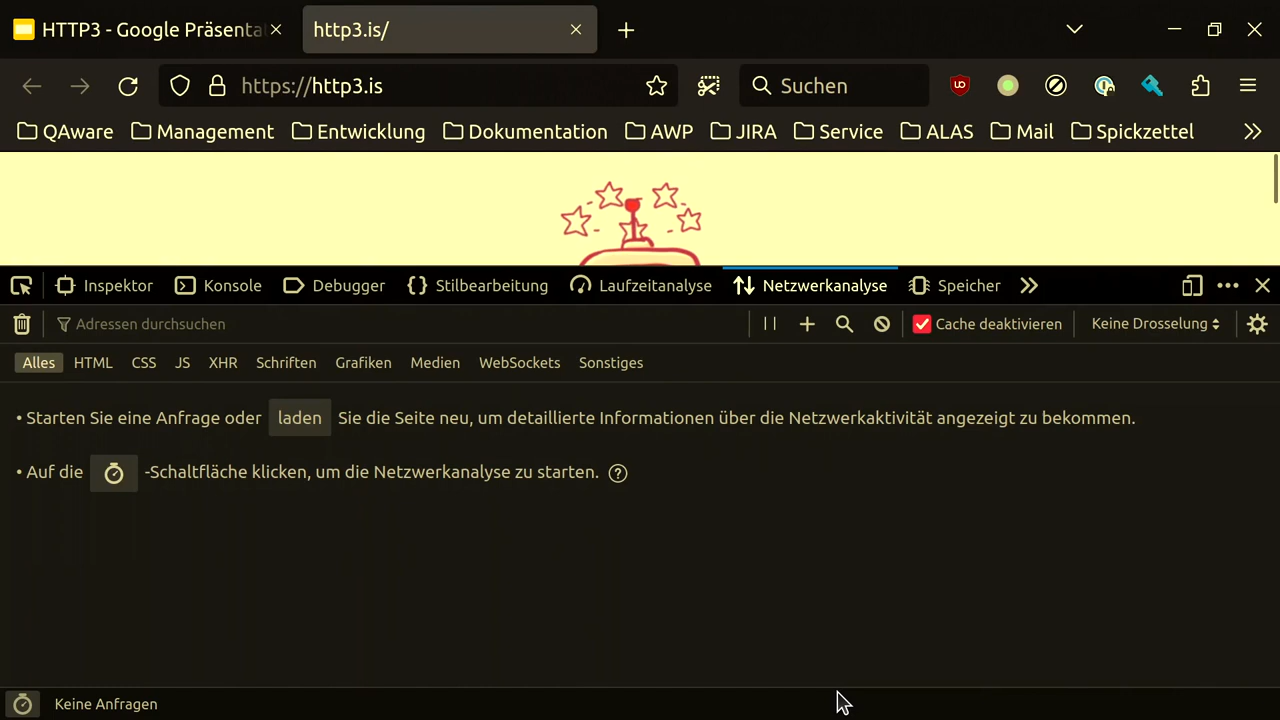 HTTP3 - Google Präsenta
http3.is/
https://http3.is
Suchen
QAware
Management
Entwicklung
Dokumentation
AWP
JIRA
Service
ALAS
Mail
Spickzettel
Inspektor
Konsole
Debugger
Stilbearbeitung
Laufzeitanalyse
Netzwerkanalyse
Speicher
Adressen durchsuchen
Cache deaktivieren
Keine Drosselung
Alles
HTML
CSS
JS
XHR
Schriften
Grafiken
Medien
WebSockets
Sonstiges
• Starten Sie eine Anfrage oder laden Sie die Seite neu, um detaillierte Informationen über die Netzwerkaktivität angezeigt zu bekommen.
• Auf die -Schaltfläche klicken, um die Netzwerkanalyse zu starten.
Keine Anfragen